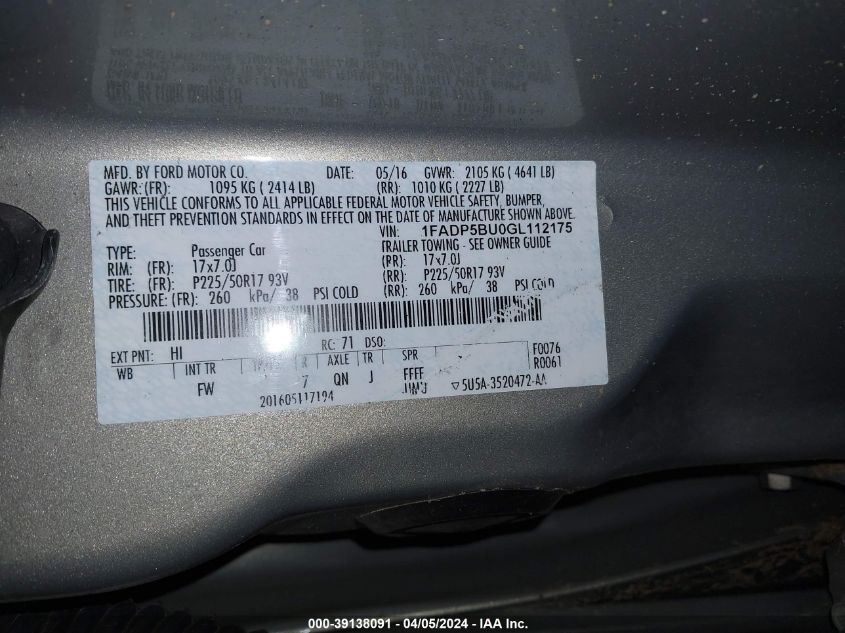 MFD. BY FORD MOTOR CO. DATE: 05/16 GVWR: 2105 KG ( 4641 LB)
GAWR:(FR): 1095 KG ( 2414 LB) (RR): 1010 KG ( 2227 LB)
THIS VEHICLE CONFORMS TO ALL APPLICABLE FEDERAL MOTOR VEHICLE SAFETY, BUMPER,
AND THEFT PREVENTION STANDARDS IN EFFECT ON THE DATE OF MANUFACTURE SHOWN ABOVE.
VIN: 1FADP5BU0GL112175
TYPE: Passenger Car TRAILER TOWING - SEE OWNER GUIDE
RIM: (FR): 17x7.0J (PR): 17x7.0J
TIRE: (FR): P225/50R17 93V (RR): P225/50R17 93V
PRESSURE: (FR): 260 kPa/ 38 PSI COLD (RR): 260 kPa/ 38 PSI COLD
EXT PNT: HI RC: 71 DSO: F0076
WB INT TR R AXLE TR SPR R0061
FW 7 QN J FFFF
201605117194 ▽5U5A-3520472-AA
000-39138091 - 04/05/2024 - IAAI.COM